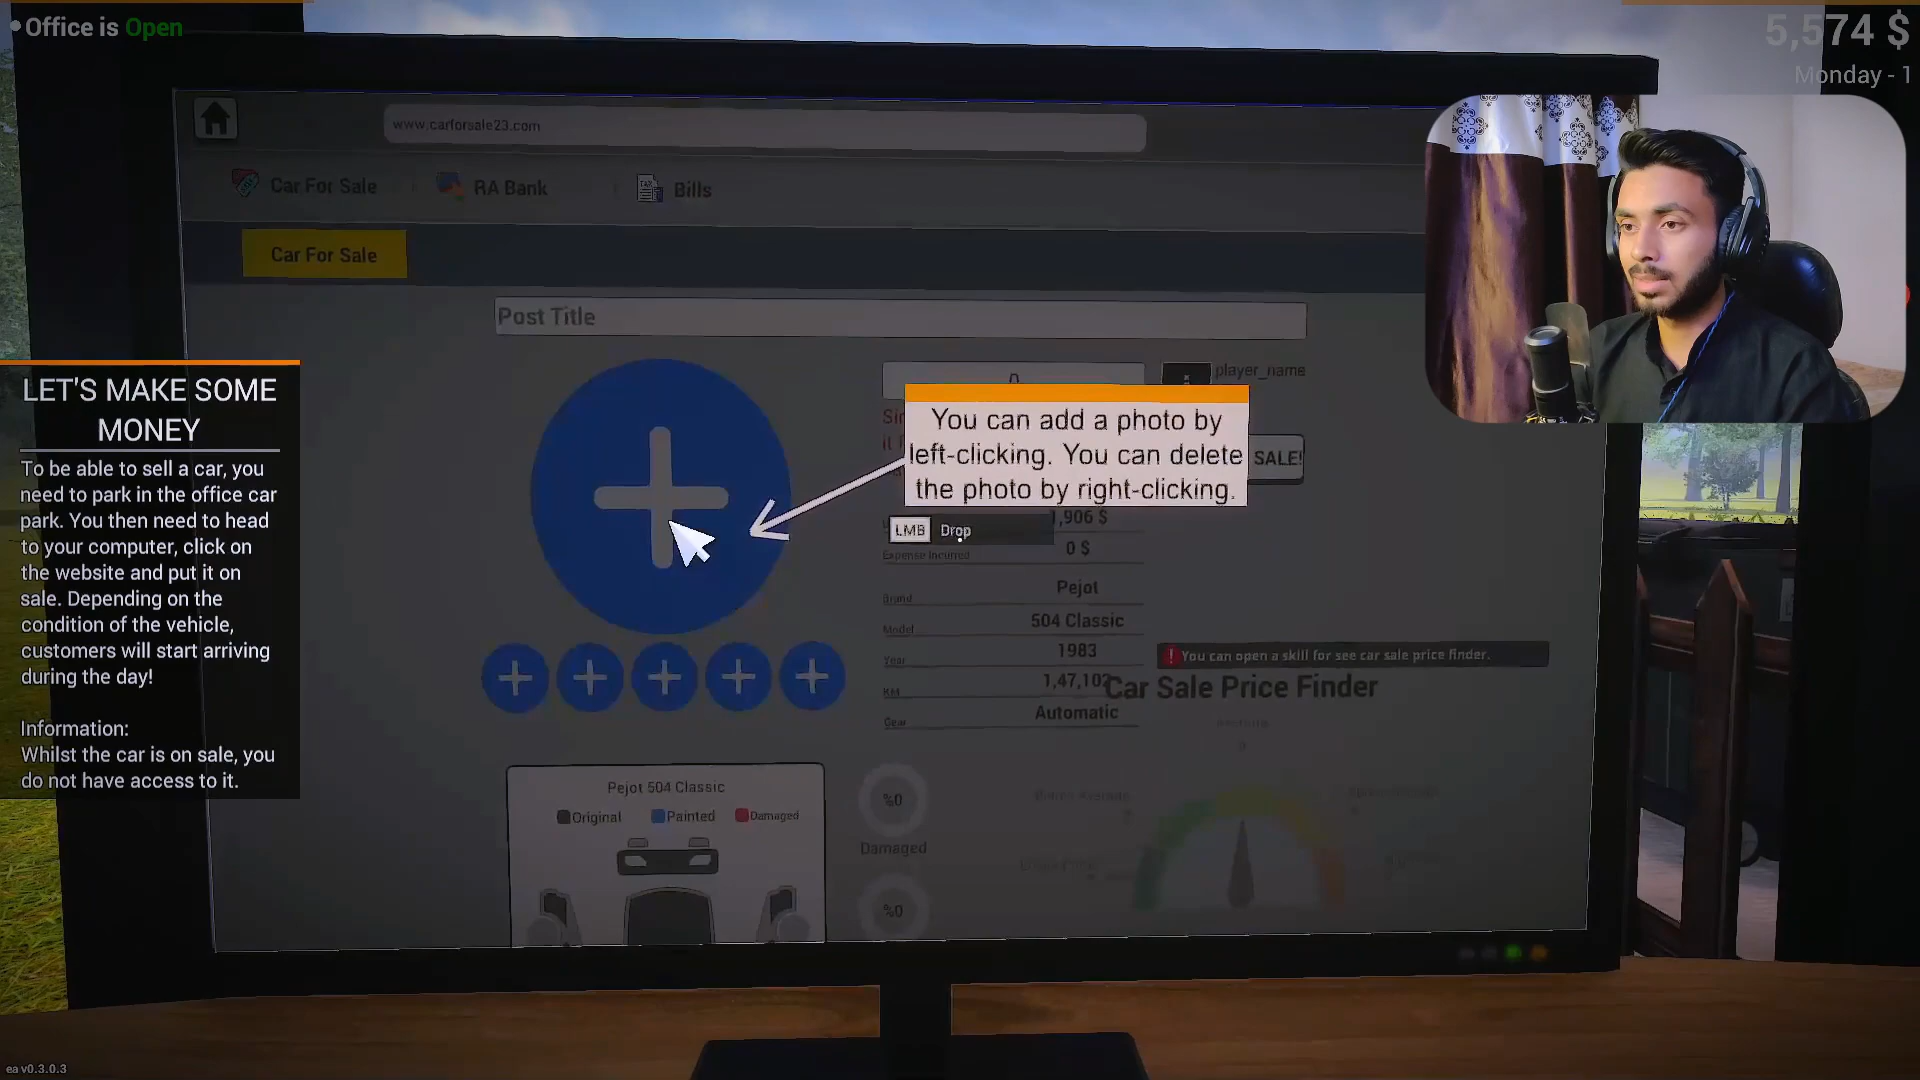 Office is Open
5,574 $
Monday - 1
www.carforsale23.com
Car For Sale
RA Bank
Bills
Car For Sale
Post Title
0
player_name
LET'S MAKE SOME
MONEY
To be able to sell a car, you
need to park in the office car
park. You then need to head
to your computer, click on
the website and put it on
sale. Depending on the
condition of the vehicle,
customers will start arriving
during the day!
Information:
Whilst the car is on sale, you
do not have access to it.
You can add a photo by
left-clicking. You can delete
the photo by right-clicking.
SALE!
1,906 $
LMB Drop
Expense Incurred 0 $
Brand Pejot
Model 504 Classic
Year 1983
KM 1,47,102
Gear Automatic
You can open a skill for see car sale price finder.
Car Sale Price Finder
Pejot 504 Classic
Original Painted Damaged
%0
Damaged
%0
ea v0.3.0.3